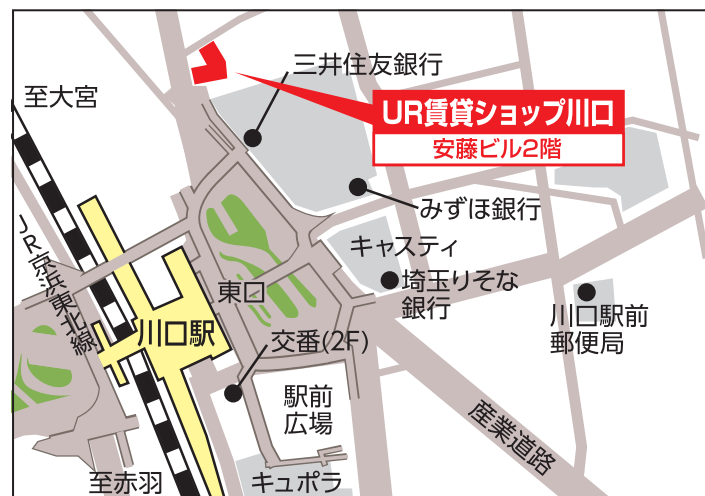 三井住友銀行
至大宮
UR賃貸ショップ川口
安藤ビル2階
みずほ銀行
キャスティ
JR京浜東北線
東口
埼玉りそな
銀行
川口駅
川口駅前
郵便局
交番(2F)
駅前
広場
産業道路
至赤羽
キュポラ